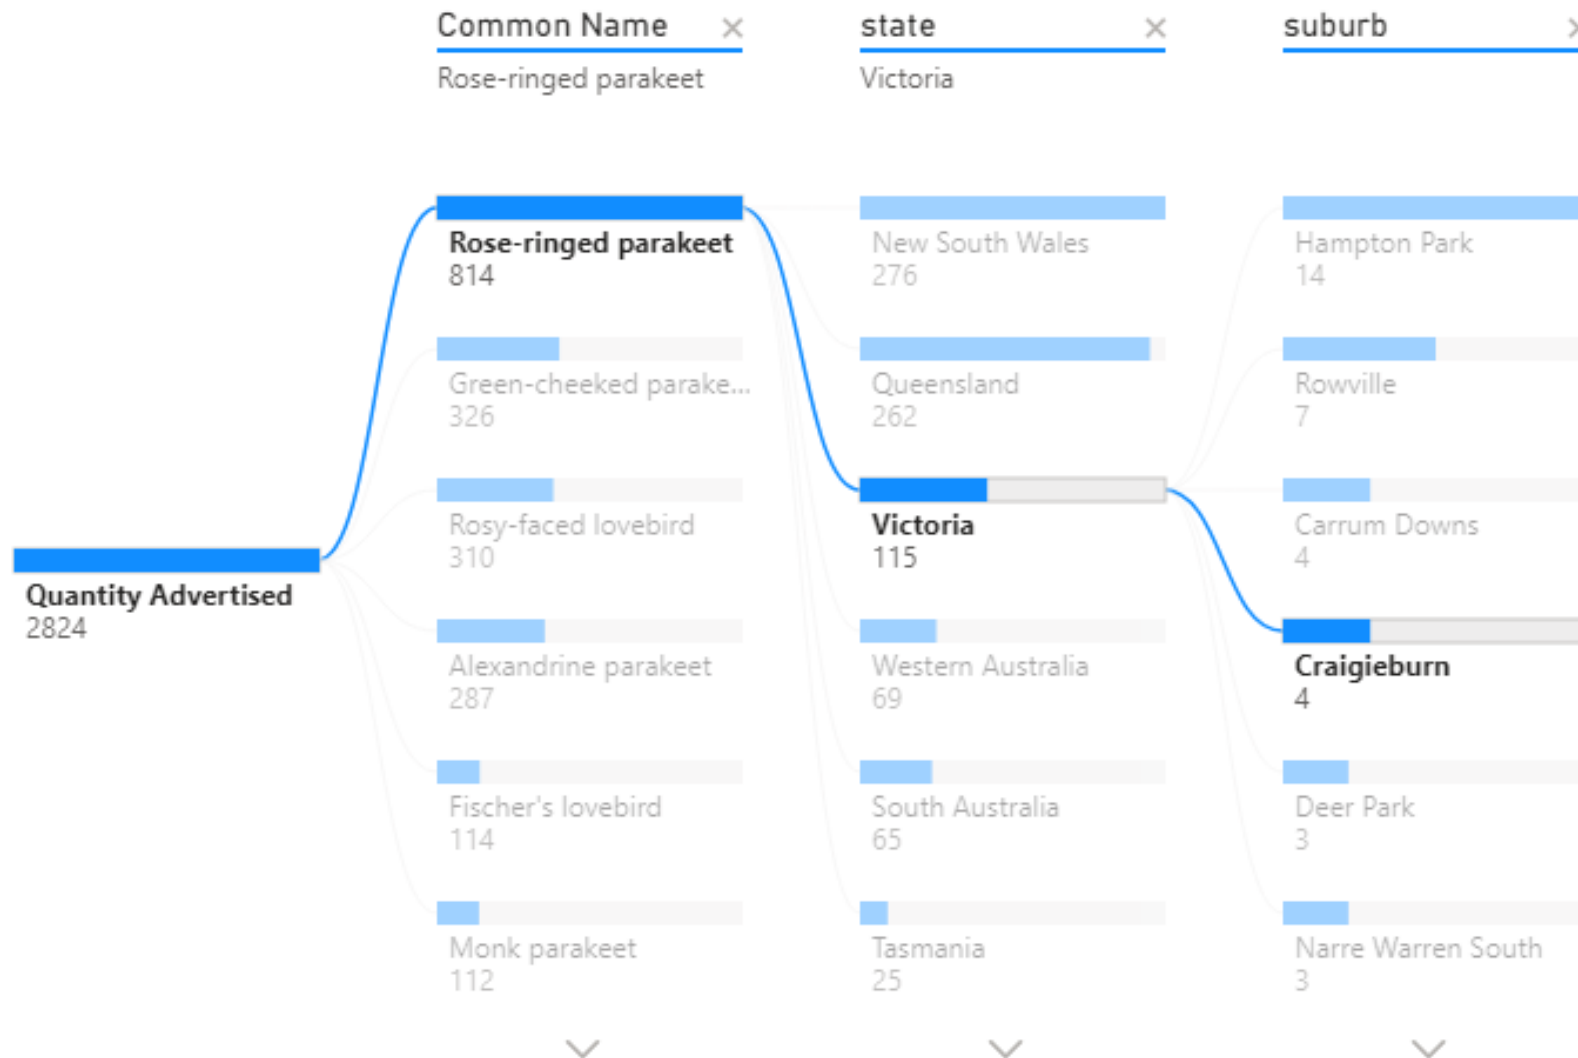 Common Name
Rose-ringed parakeet
state
Victoria
suburb
Quantity Advertised
2824
Rose-ringed parakeet
814
Green-cheeked parake...
326
Rosy-faced lovebird
310
Alexandrine parakeet
287
Fischer's lovebird
114
Monk parakeet
112
New South Wales
276
Queensland
262
Victoria
115
Western Australia
69
South Australia
65
Tasmania
25
Hampton Park
14
Rowville
7
Carrum Downs
4
Craigieburn
4
Deer Park
3
Narre Warren South
3